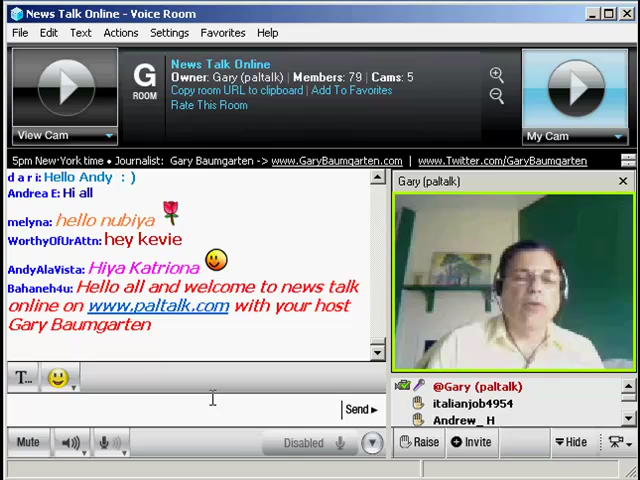 News Talk Online - Voice Room
File Edit Text Actions Settings Favorites Help
View Cam
G
ROOM
News Talk Online
Owner: Gary (paltalk) | Members: 79 | Cams: 5
Copy room URL to clipboard | Add To Favorites
Rate This Room
My Cam
5pm New York time • Journalist: Gary Baumgarten -> www.GaryBaumgarten.com | www.Twitter.com/GaryBaumgarten
d a r i: Hello Andy : )
Andrea E: Hi all
melyna: hello nubiya
WorthyOfUrAttn: hey kevie
AndyAlaVista: Hiya Katriona
Bahaneh4u: Hello all and welcome to news talk
online on www.paltalk.com with your host
Gary Baumgarten
Gary (paltalk)
@Gary (paltalk)
italianjob4954
Andrew_ H
T...
Send
Mute
Disabled
Raise
Invite
Hide